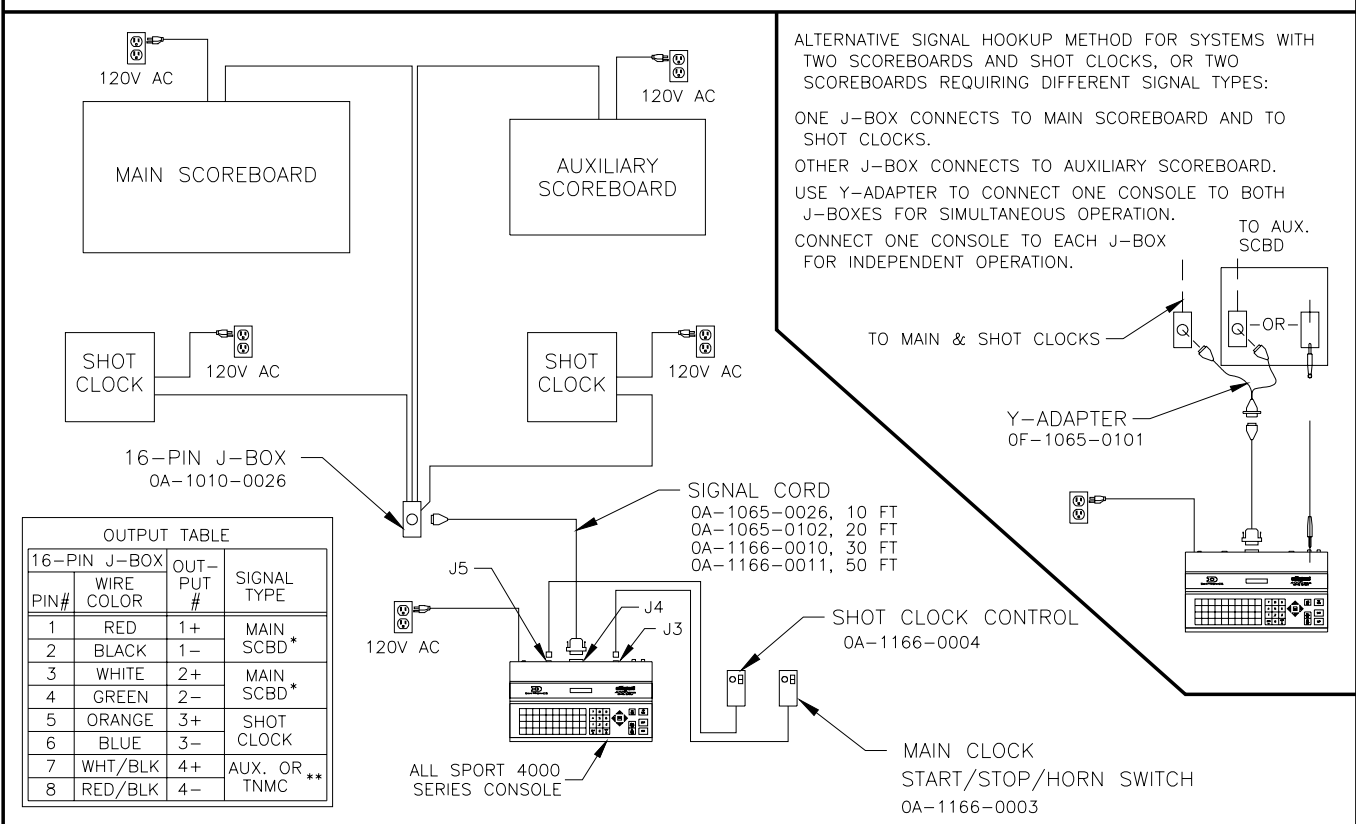 120V AC
120V AC
MAIN SCOREBOARD
AUXILIARY
SCOREBOARD
SHOT
CLOCK
120V AC
SHOT
CLOCK
120V AC
16-PIN J-BOX
0A-1010-0026
SIGNAL CORD
0A-1065-0026, 10 FT
0A-1065-0102, 20 FT
0A-1166-0010, 30 FT
0A-1166-0011, 50 FT
J5
J4
J3
120V AC
SHOT CLOCK CONTROL
0A-1166-0004
ALL SPORT 4000
SERIES CONSOLE
MAIN CLOCK
START/STOP/HORN SWITCH
0A-1166-0003
OUTPUT TABLE
16-PIN J-BOX OUT-PUT # SIGNAL TYPE
PIN# WIRE COLOR
1 RED 1+ MAIN SCBD*
2 BLACK 1-
3 WHITE 2+ MAIN SCBD*
4 GREEN 2-
5 ORANGE 3+ SHOT CLOCK
6 BLUE 3-
7 WHT/BLK 4+ AUX. OR TNMC **
8 RED/BLK 4-
ALTERNATIVE SIGNAL HOOKUP METHOD FOR SYSTEMS WITH
TWO SCOREBOARDS AND SHOT CLOCKS, OR TWO
SCOREBOARDS REQUIRING DIFFERENT SIGNAL TYPES:
ONE J-BOX CONNECTS TO MAIN SCOREBOARD AND TO
SHOT CLOCKS.
OTHER J-BOX CONNECTS TO AUXILIARY SCOREBOARD.
USE Y-ADAPTER TO CONNECT ONE CONSOLE TO BOTH
J-BOXES FOR SIMULTANEOUS OPERATION.
CONNECT ONE CONSOLE TO EACH J-BOX
FOR INDEPENDENT OPERATION.
TO AUX.
SCBD
-OR-
TO MAIN & SHOT CLOCKS
Y-ADAPTER
0F-1065-0101